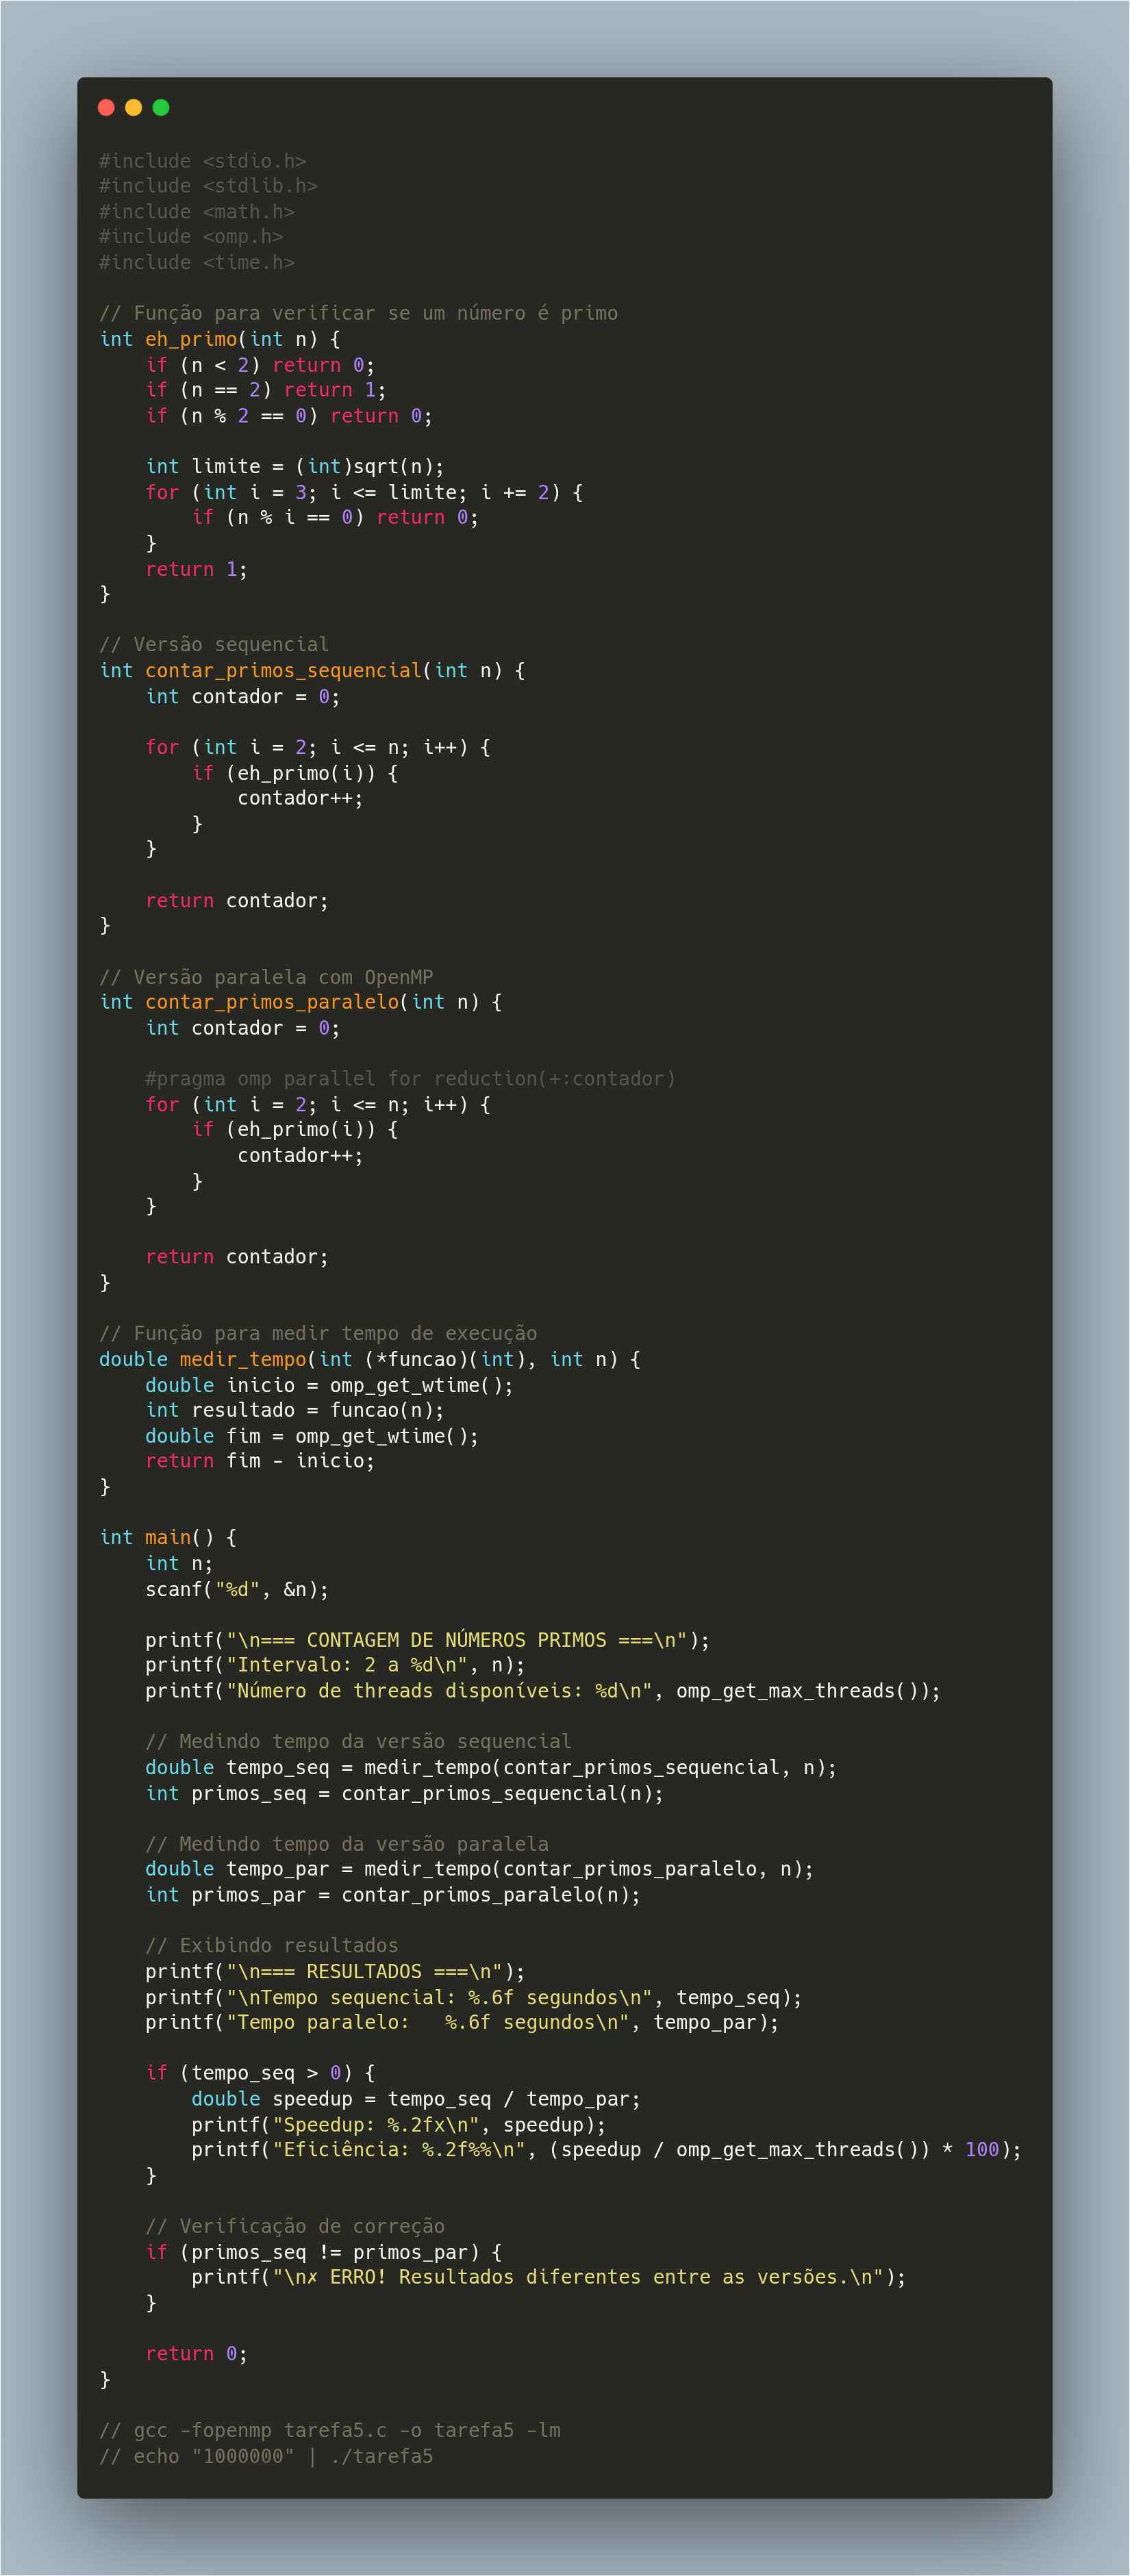 #include <stdio.h>
#include <stdlib.h>
#include <math.h>
#include <omp.h>
#include <time.h>

// Função para verificar se um número é primo
int eh_primo(int n) {
    if (n < 2) return 0;
    if (n == 2) return 1;
    if (n % 2 == 0) return 0;

    int limite = (int)sqrt(n);
    for (int i = 3; i <= limite; i += 2) {
        if (n % i == 0) return 0;
    }
    return 1;
}

// Versão sequencial
int contar_primos_sequencial(int n) {
    int contador = 0;

    for (int i = 2; i <= n; i++) {
        if (eh_primo(i)) {
            contador++;
        }
    }

    return contador;
}

// Versão paralela com OpenMP
int contar_primos_paralelo(int n) {
    int contador = 0;

    #pragma omp parallel for reduction(+:contador)
    for (int i = 2; i <= n; i++) {
        if (eh_primo(i)) {
            contador++;
        }
    }

    return contador;
}

// Função para medir tempo de execução
double medir_tempo(int (*funcao)(int), int n) {
    double inicio = omp_get_wtime();
    int resultado = funcao(n);
    double fim = omp_get_wtime();
    return fim - inicio;
}

int main() {
    int n;
    scanf("%d", &n);

    printf("\n=== CONTAGEM DE NÚMEROS PRIMOS ===\n");
    printf("Intervalo: 2 a %d\n", n);
    printf("Número de threads disponíveis: %d\n", omp_get_max_threads());

    // Medindo tempo da versão sequencial
    double tempo_seq = medir_tempo(contar_primos_sequencial, n);
    int primos_seq = contar_primos_sequencial(n);

    // Medindo tempo da versão paralela
    double tempo_par = medir_tempo(contar_primos_paralelo, n);
    int primos_par = contar_primos_paralelo(n);

    // Exibindo resultados
    printf("\n=== RESULTADOS ===\n");
    printf("\nTempo sequencial: %.6f segundos\n", tempo_seq);
    printf("Tempo paralelo:   %.6f segundos\n", tempo_par);

    if (tempo_seq > 0) {
        double speedup = tempo_seq / tempo_par;
        printf("Speedup: %.2fx\n", speedup);
        printf("Eficiência: %.2f%%\n", (speedup / omp_get_max_threads()) * 100);
    }

    // Verificação de correção
    if (primos_seq != primos_par) {
        printf("\n✗ ERRO! Resultados diferentes entre as versões.\n");
    }

    return 0;
}

// gcc -fopenmp tarefa5.c -o tarefa5 -lm
// echo "1000000" | ./tarefa5